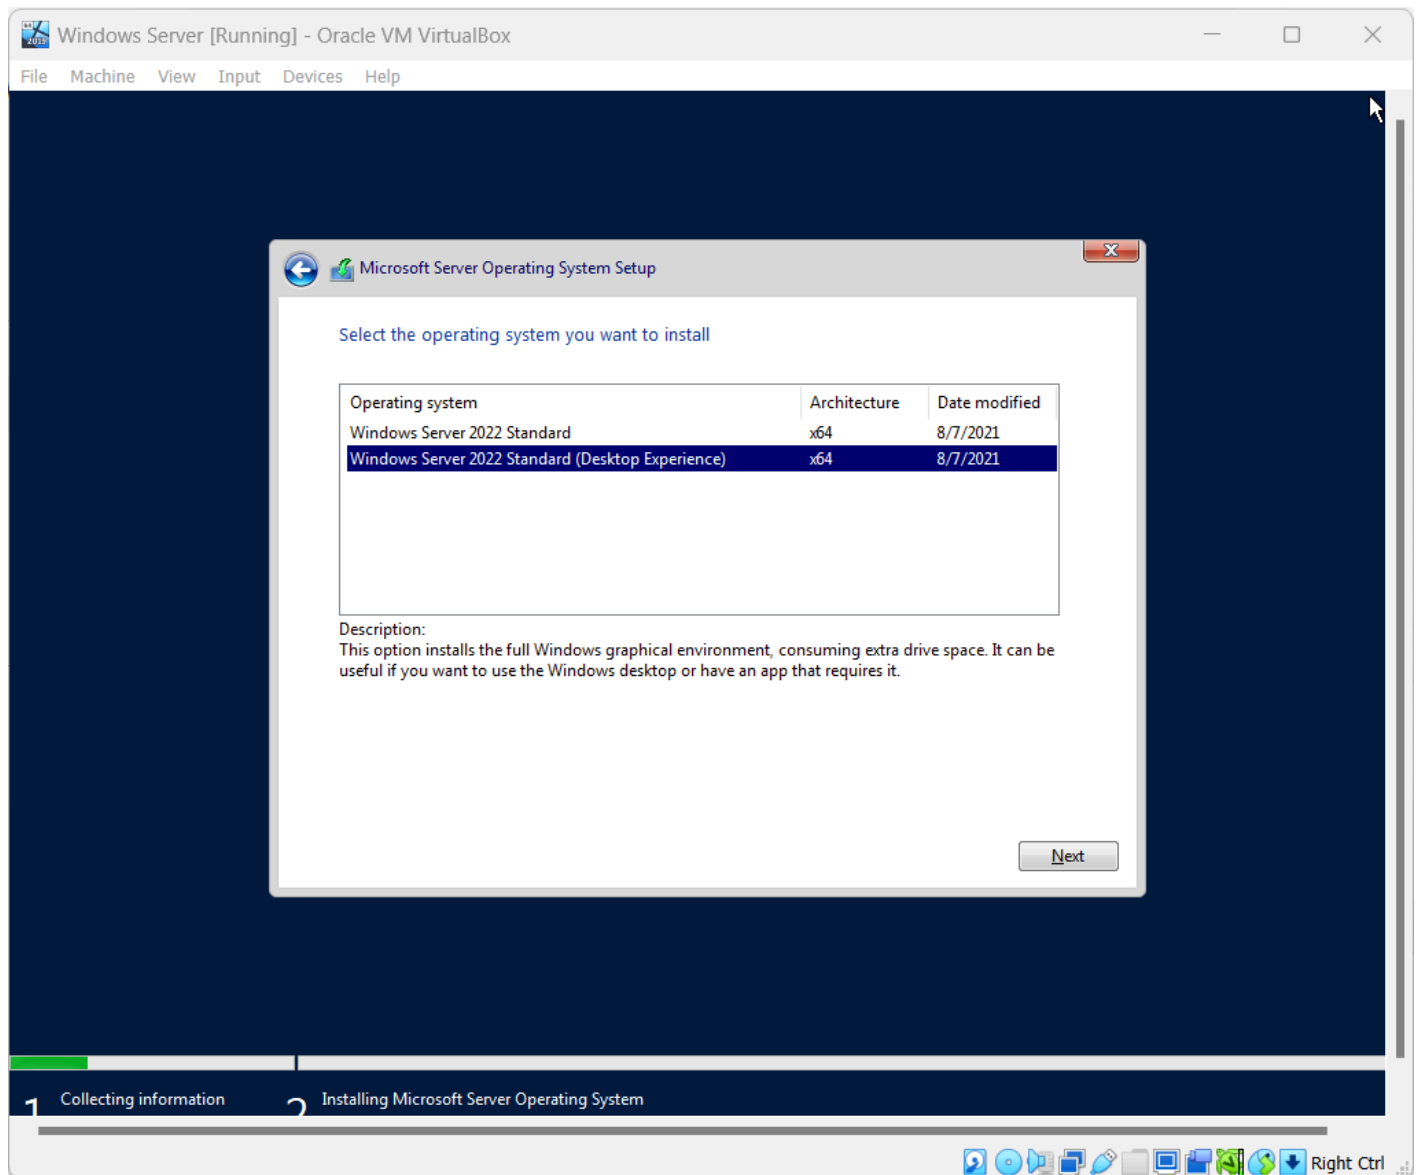 Windows Server [Running] - Oracle VM VirtualBox
File Machine View Input Devices Help
Microsoft Server Operating System Setup
Select the operating system you want to install
Operating system Architecture Date modified
Windows Server 2022 Standard x64 8/7/2021
Windows Server 2022 Standard (Desktop Experience) x64 8/7/2021
Description:
This option installs the full Windows graphical environment, consuming extra drive space. It can be
useful if you want to use the Windows desktop or have an app that requires it.
Next
1 Collecting information 2 Installing Microsoft Server Operating System
Right Ctrl